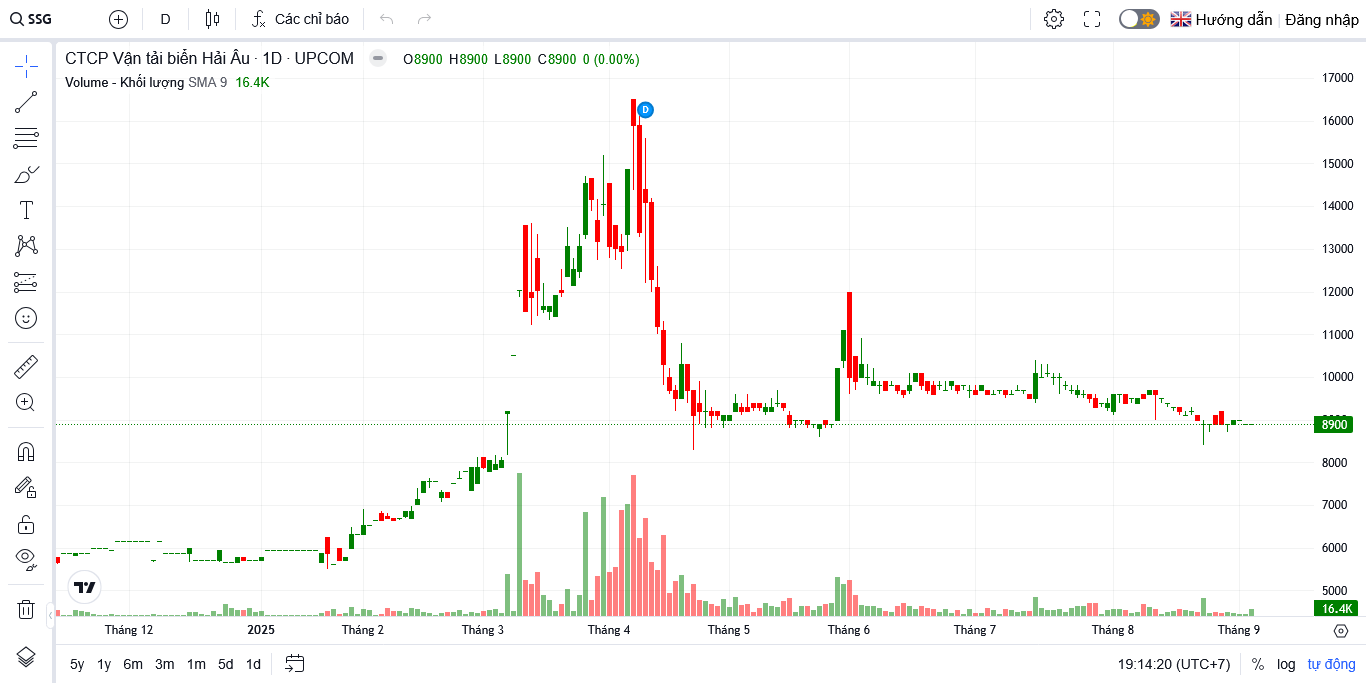 SSG D Các chỉ báo Hướng dẫn Đăng nhập
CTCP Vận tải biển Hải Âu · 1D · UPCOM O8900 H8900 L8900 C8900 0 (0.00%)
Volume - Khối lượng SMA 9 16.4K
D
17000
16000
15000
14000
13000
12000
11000
10000
8900
8000
7000
6000
5000
16.4K
Tháng 12 2025 Tháng 2 Tháng 3 Tháng 4 Tháng 5 Tháng 6 Tháng 7 Tháng 8 Tháng 9
5y 1y 6m 3m 1m 5d 1d 19:14:20 (UTC+7) % log tự động